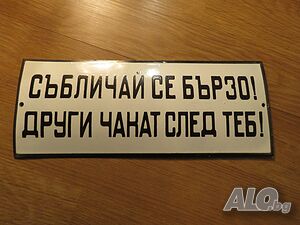 СЪБЛИЧАЙ СЕ БЪРЗО!
ДРУГИ ЧАКАТ СЛЕД ТЕБ!
ALO.bg